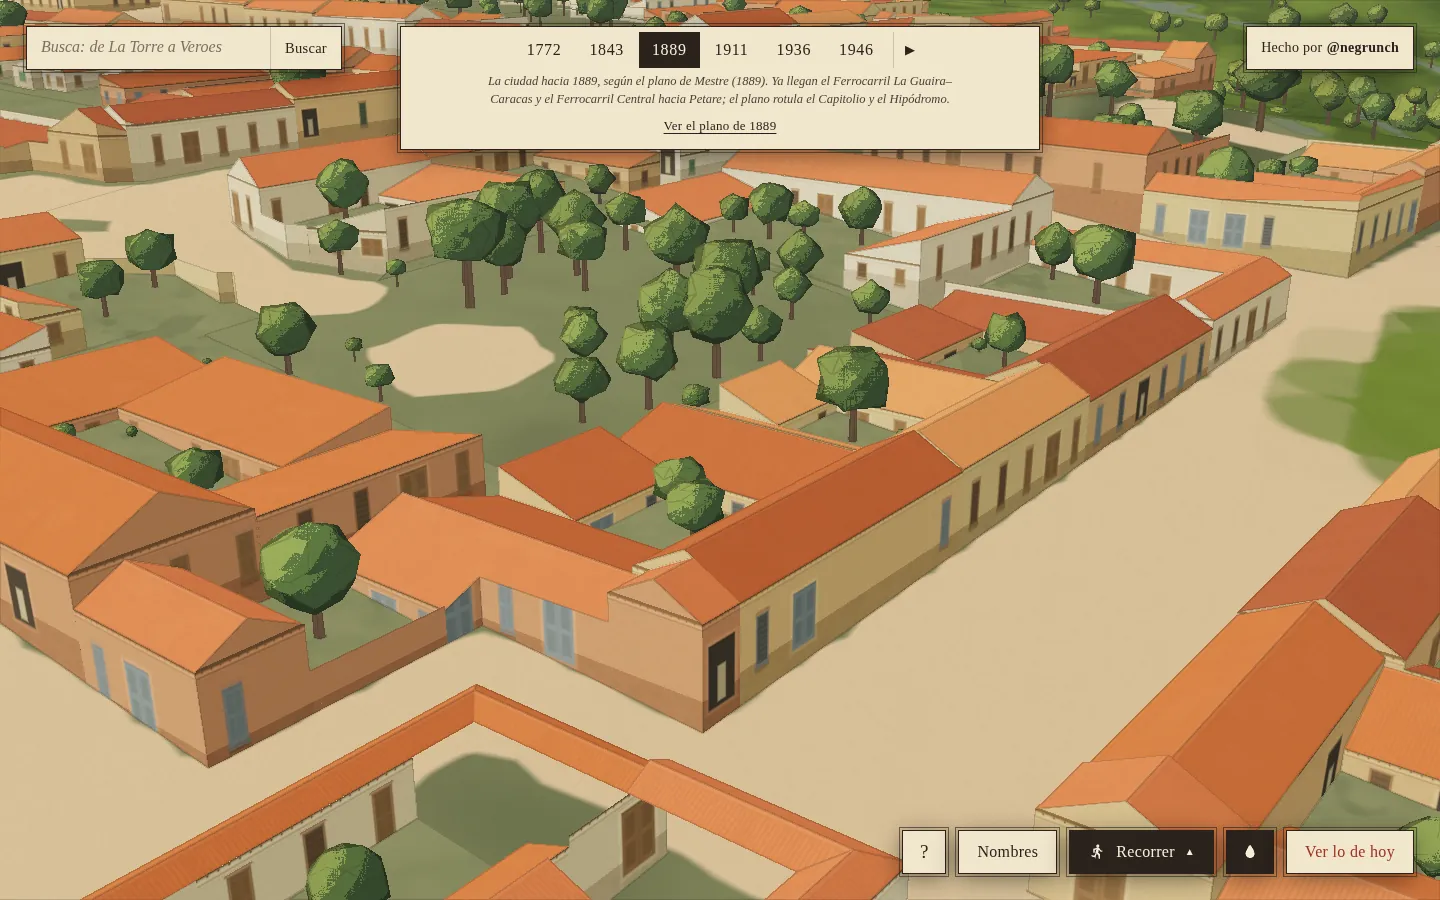 Busca: de La Torre a Veroes
Buscar
1772 1843 1889 1911 1936 1946 ▶
La ciudad hacia 1889, según el plano de Mestre (1889). Ya llegan el Ferrocarril La Guaira–
Caracas y el Ferrocarril Central hacia Petare; el plano rotula el Capitolio y el Hipódromo.
Ver el plano de 1889
Hecho por @negrunch
?
Nombres
Recorrer ▲
Ver lo de hoy